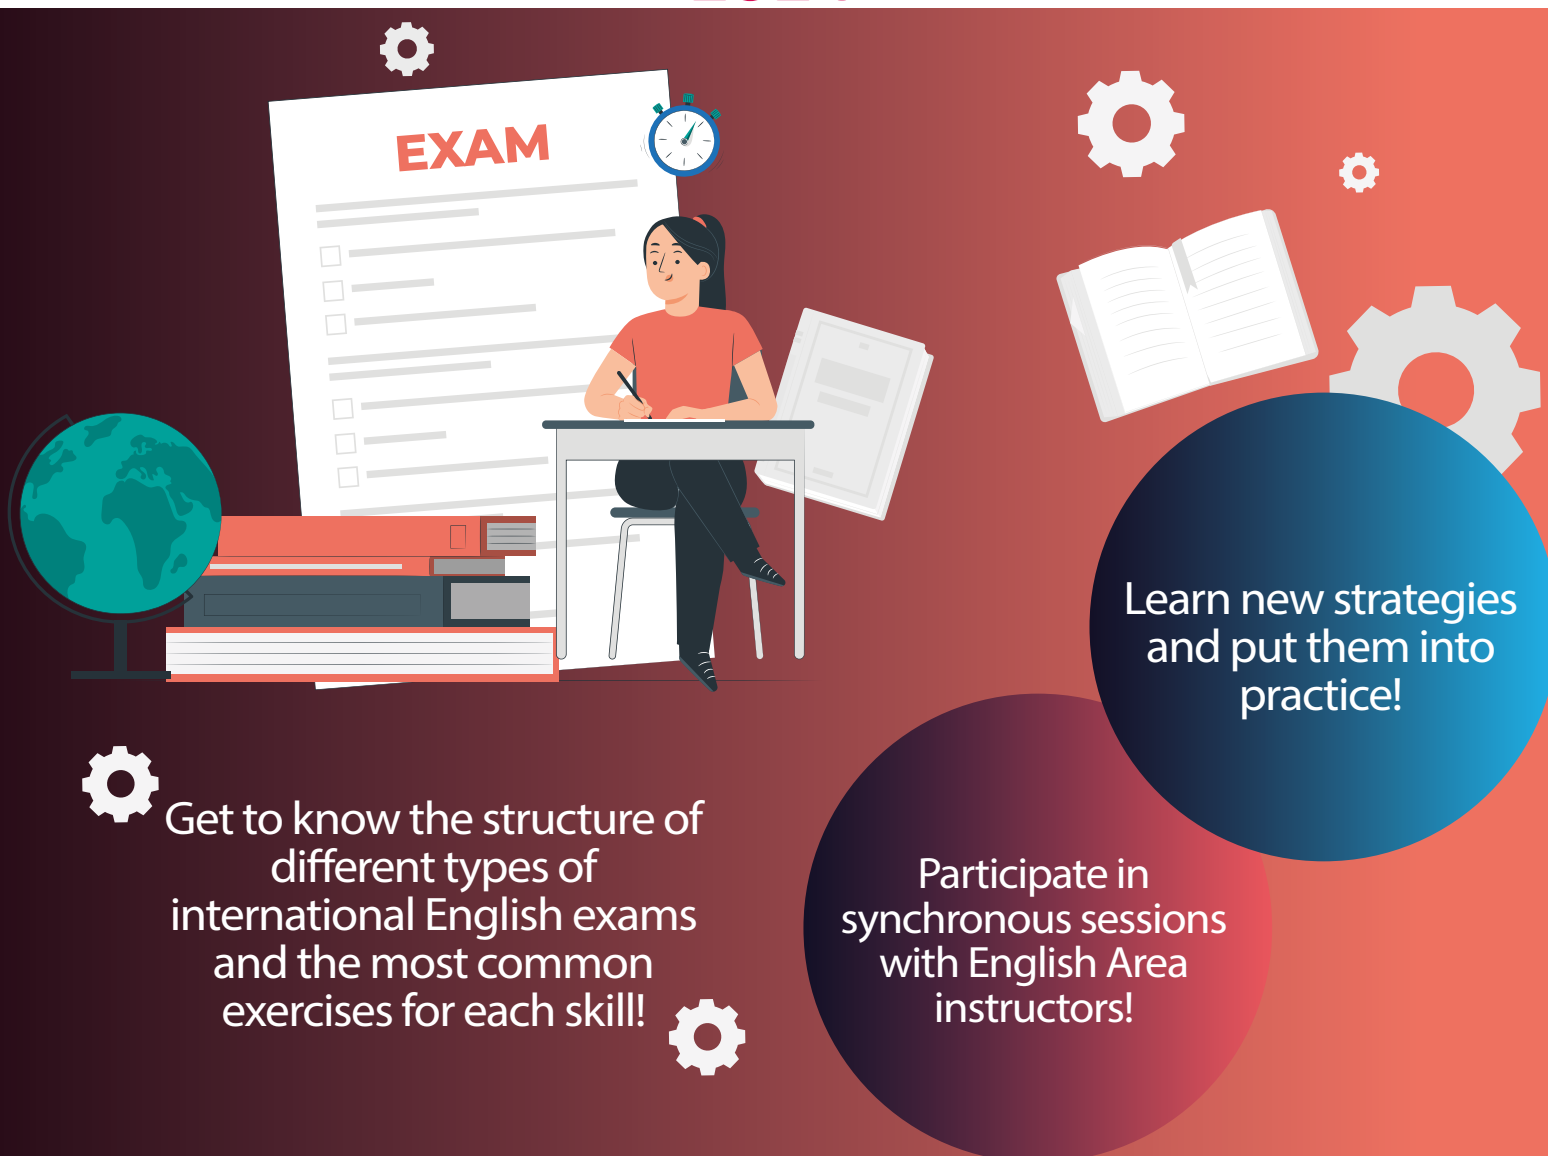 EXAM
Learn new strategies
and put them into
practice!
Get to know the structure of
different types of
international English exams
and the most common
exercises for each skill!
Participate in
synchronous sessions
with English Area
instructors!